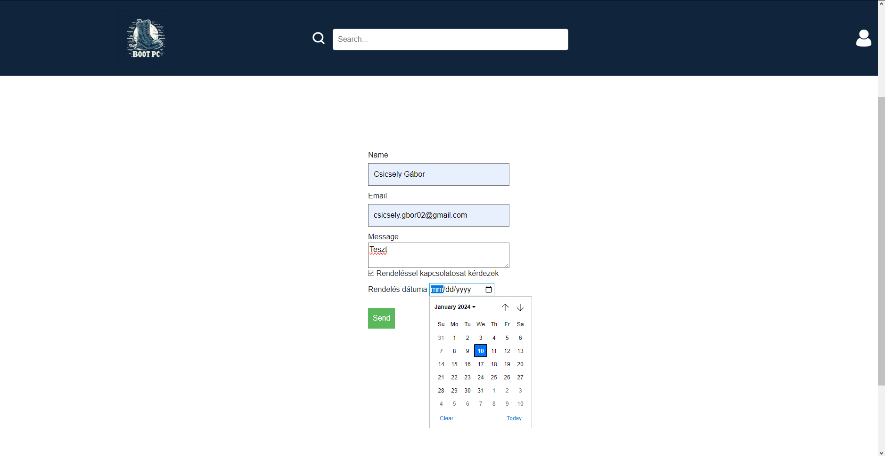 BOOT PC
Search...
Name
Csicsely Gábor
Email
csicsely.gbor02@gmail.com
Message
Teszt
Rendeléssel kapcsolatosat kérdezek
Rendelés dátuma mm/dd/yyyy
Send
January 2024
Su Mo Tu We Th Fr Sa
31 1 2 3 4 5 6
7 8 9 10 11 12 13
14 15 16 17 18 19 20
21 22 23 24 25 26 27
28 29 30 31 1 2 3
4 5 6 7 8 9 10
Clear Today